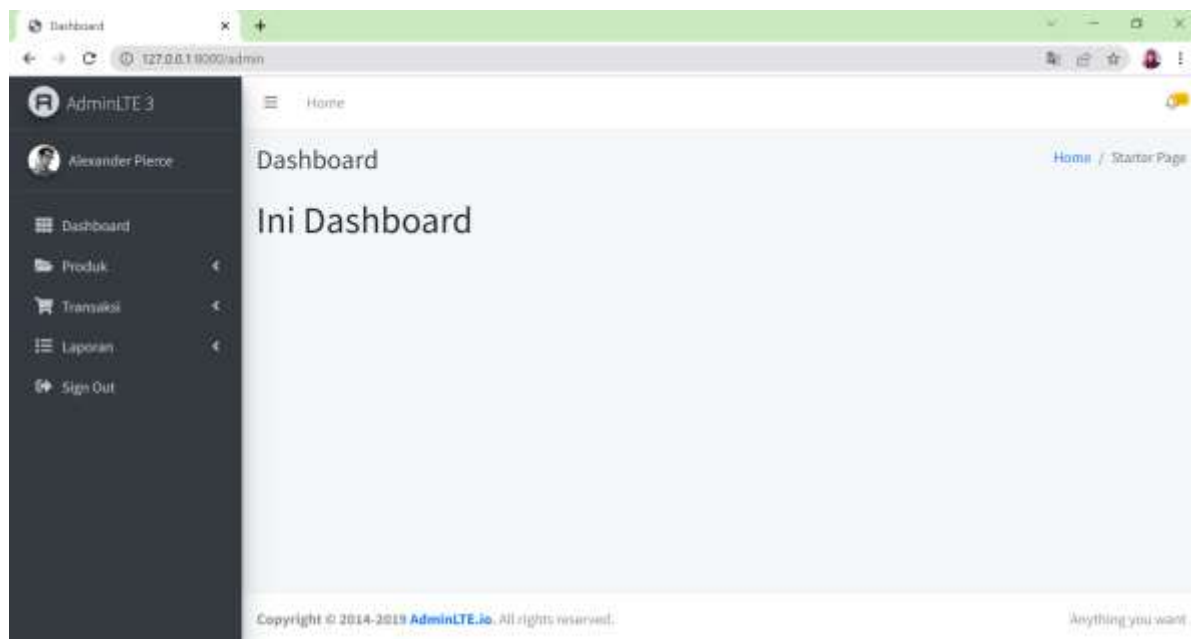 Dashboard
127.0.0.1:8000/admin
AdminLTE 3
Home
Alexander Pierce
Dashboard
Home / Starter Page
Ini Dashboard
Dashboard
Produk
Transaksi
Laporan
Sign Out
Copyright © 2014-2019 AdminLTE.io. All rights reserved.
Anything you want